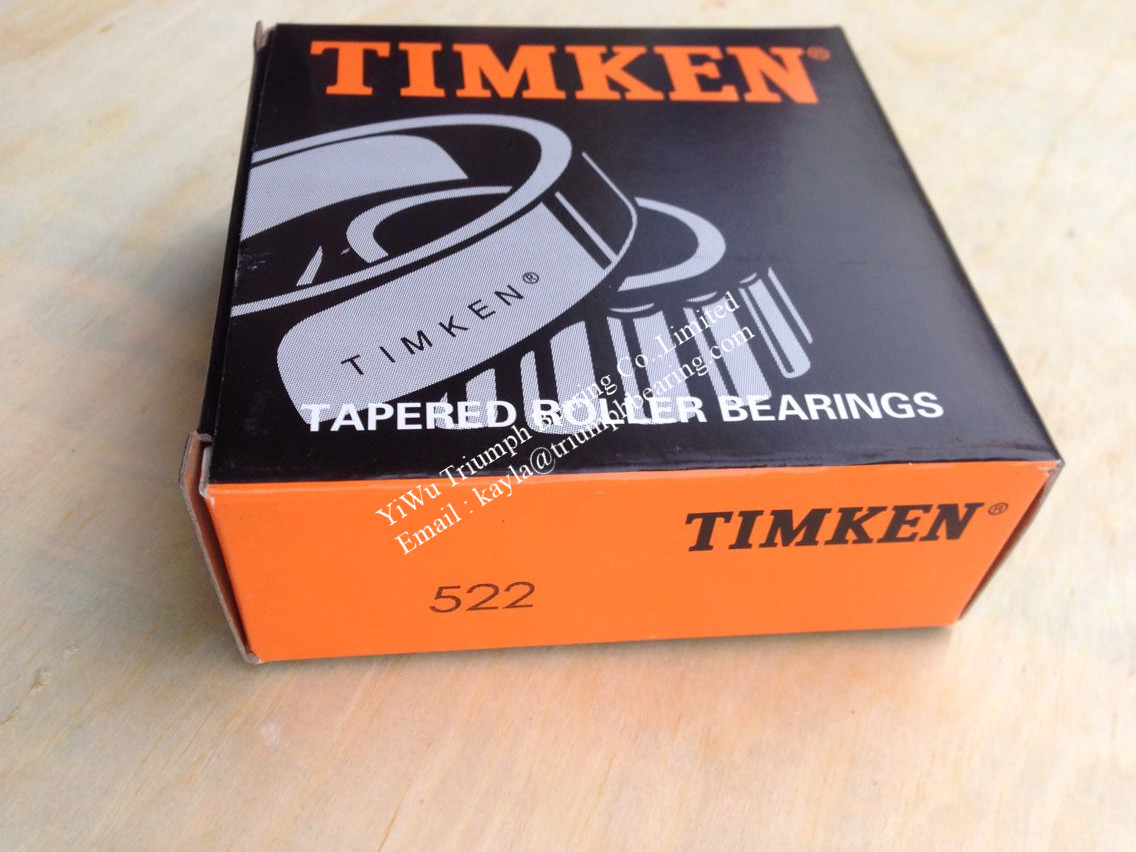 TIMKEN®
TIMKEN®
TAPERED ROLLER BEARINGS
YiWu Triumph bearing Co.,Limited
Email : kayla@triumphbearing.com
TIMKEN®
522